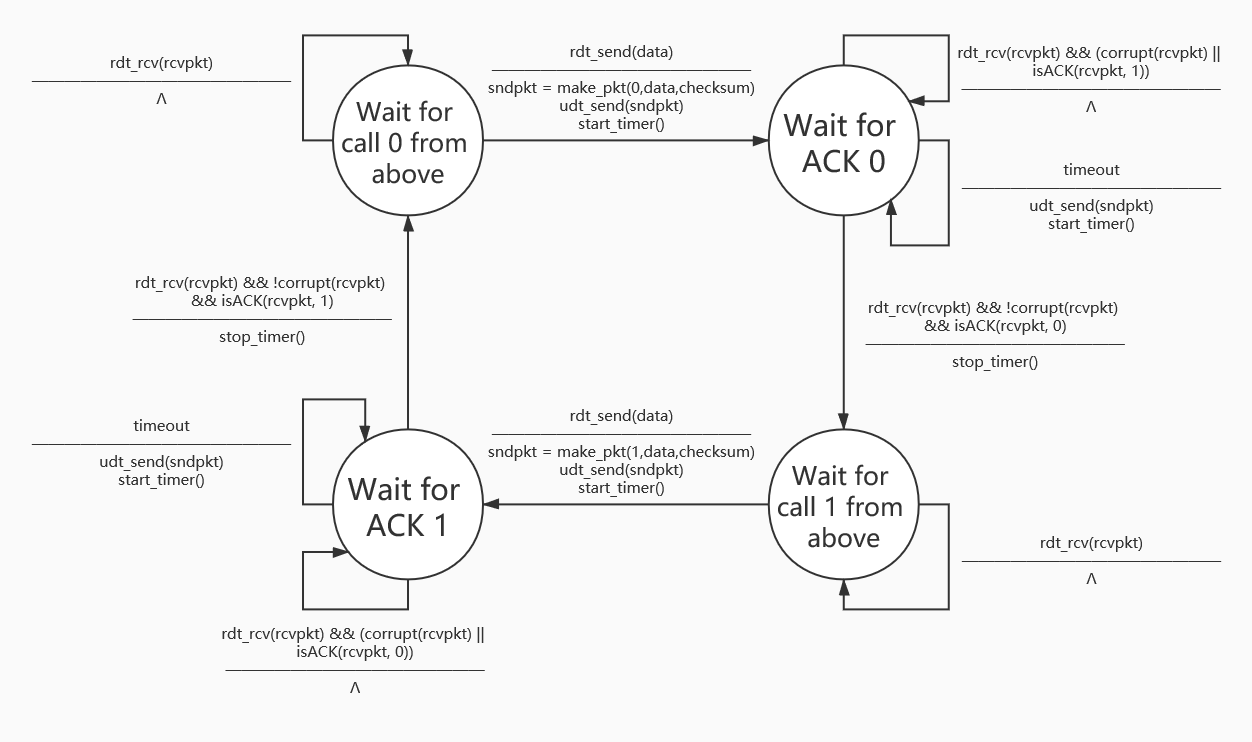 rdt_rcv(rcvpkt)
Λ
Wait for
call 0 from
above
rdt_send(data)
sndpkt = make_pkt(0,data,checksum)
udt_send(sndpkt)
start_timer()
Wait for
ACK 0
rdt_rcv(rcvpkt) && (corrupt(rcvpkt) ||
isACK(rcvpkt, 1))
Λ
timeout
udt_send(sndpkt)
start_timer()
rdt_rcv(rcvpkt) && !corrupt(rcvpkt)
&& isACK(rcvpkt, 1)
stop_timer()
rdt_rcv(rcvpkt) && !corrupt(rcvpkt)
&& isACK(rcvpkt, 0)
stop_timer()
timeout
udt_send(sndpkt)
start_timer()
Wait for
ACK 1
rdt_send(data)
sndpkt = make_pkt(1,data,checksum)
udt_send(sndpkt)
start_timer()
Wait for
call 1 from
above
rdt_rcv(rcvpkt)
Λ
rdt_rcv(rcvpkt) && (corrupt(rcvpkt) ||
isACK(rcvpkt, 0))
Λ